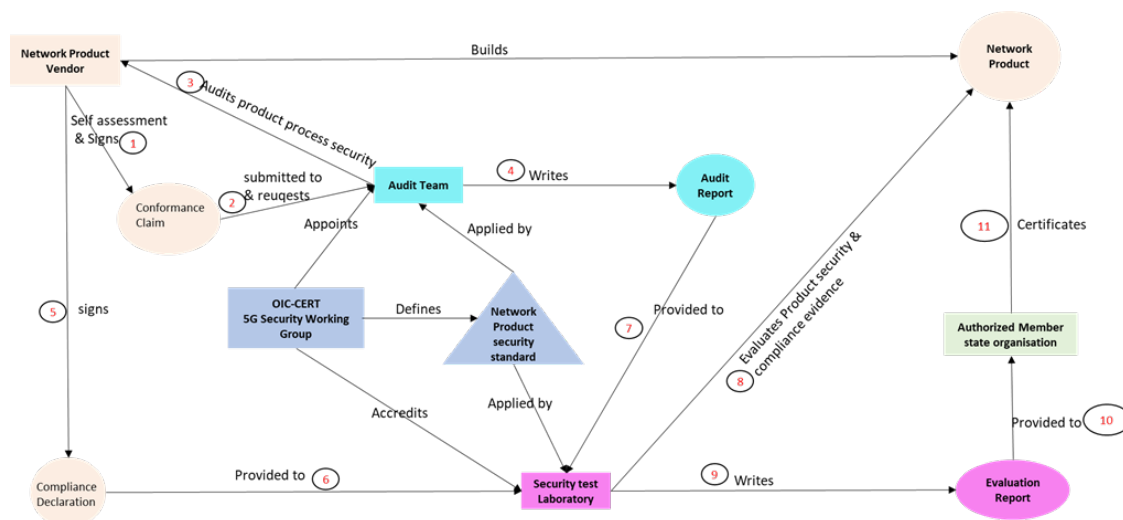 Builds
Network Product
Vendor
Network
Product
3
Audits product process security
Self assessment
& Signs
1
submitted to
& reuqests
2
Conformance
Claim
Audit Team
4
Writes
Audit
Report
Appoints
Applied by
11
Certificates
OIC-CERT
5G Security Working
Group
Defines
Network
Product
security
standard
5
signs
7
Provided to
Evaluates Product security &
compliance evidence
8
Authorized Member
state organisation
Accredits
Applied by
Provided to
10
Compliance
Declaration
Provided to
6
Security test
Laboratory
9
Writes
Evaluation
Report